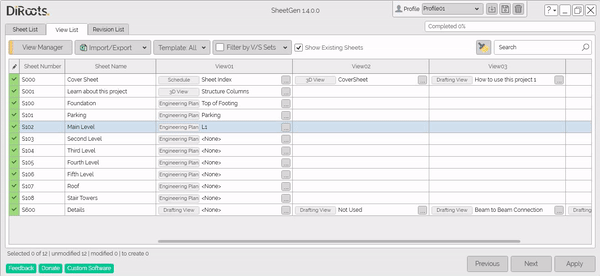 DiRoots.
SheetGen 1.4.0.0
Profile Profile01
Sheet List View List Revision List
Completed 0%
View Manager Import/Export Template: All Filter by V/S Sets Show Existing Sheets Search
Sheet Number Sheet Name View01 View02 View03
S000 Cover Sheet Schedule Sheet Index ... 3D View CoverSheet ... Drafting View How to use this project 1 ...
S001 Learn about this project 3D View Structure Columns ...
S100 Foundation Engineering Plan Top of Footing ...
S101 Parking Engineering Plan Parking ...
S102 Main Level Engineering Plan L1 ...
S103 Second Level Engineering Plan <None> ...
S104 Third Level Engineering Plan <None> ...
S105 Fourth Level Engineering Plan <None> ...
S106 Fifth Level Engineering Plan <None> ...
S107 Roof Engineering Plan <None> ...
S108 Stair Towers Engineering Plan <None> ...
S600 Details Drafting View <None> ... Drafting View Not Used ... Drafting View Beam to Beam Connection ... Drafting
Selected 0 of 12 | unmodified 12 | modified 0 | to create 0
Feedback Donate Custom Software
Previous Next Apply